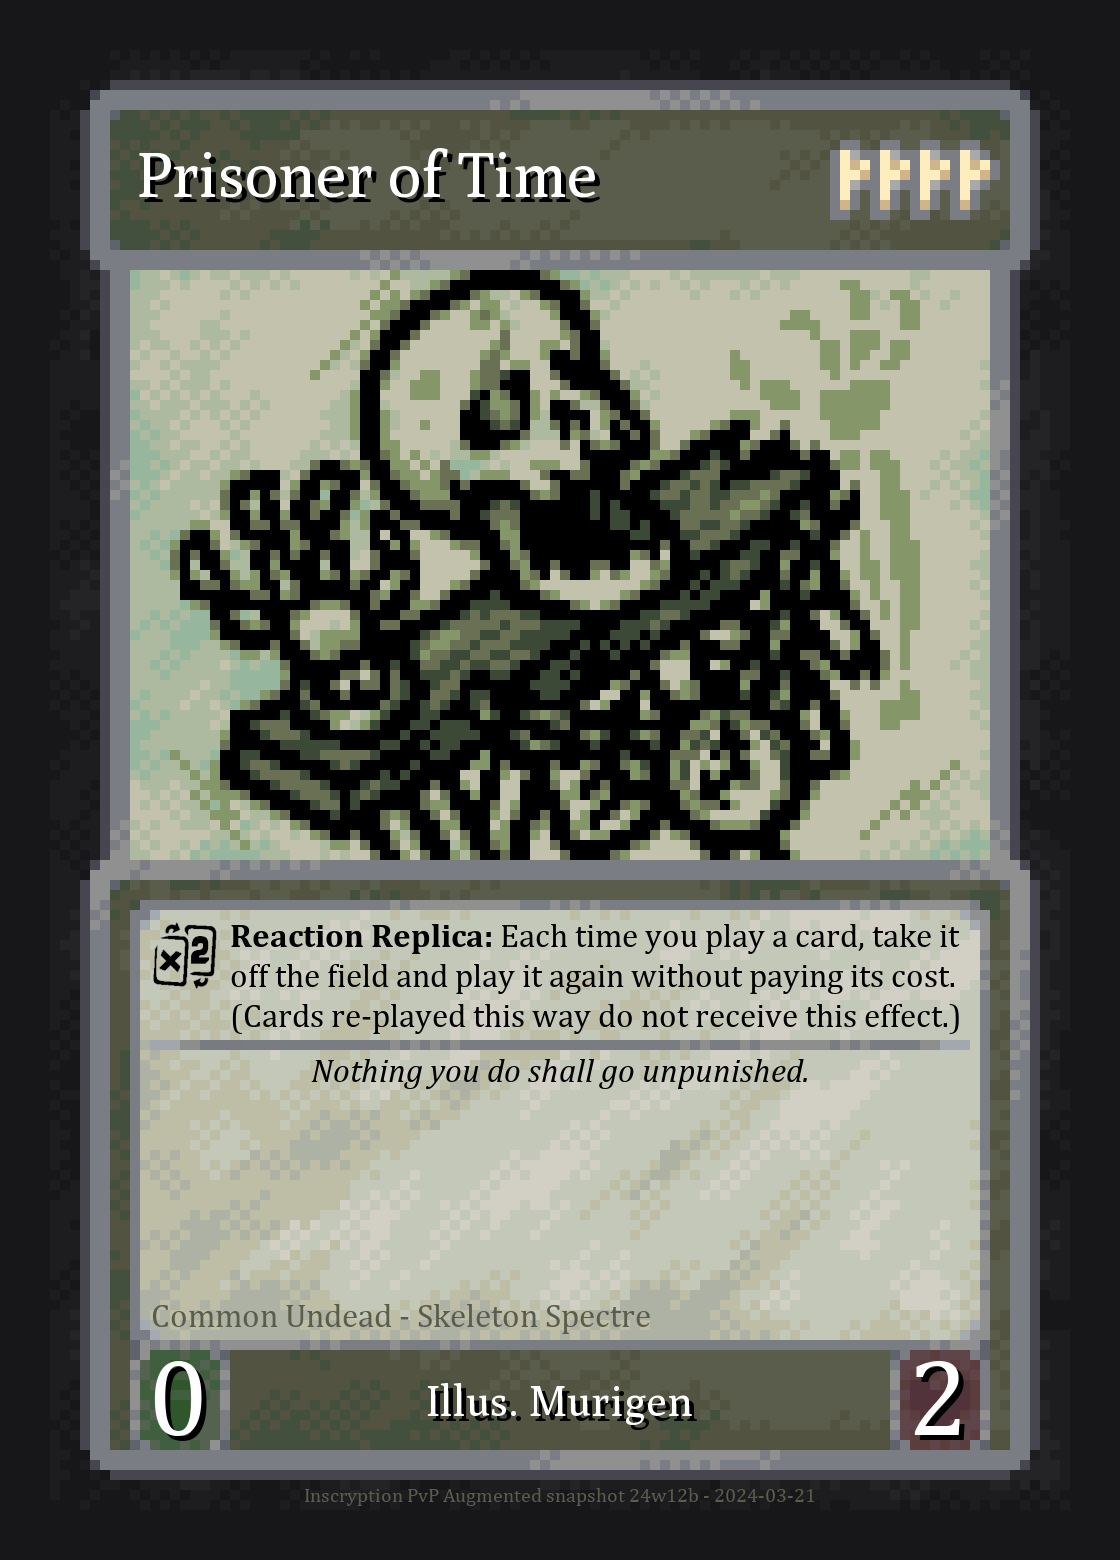 Prisoner of Time
x2
Reaction Replica: Each time you play a card, take it
off the field and play it again without paying its cost.
(Cards re-played this way do not receive this effect.)
Nothing you do shall go unpunished.
Common Undead - Skeleton Spectre
0
Illus. Murigen
2
Inscryption PvP Augmented snapshot 24w12b - 2024-03-21